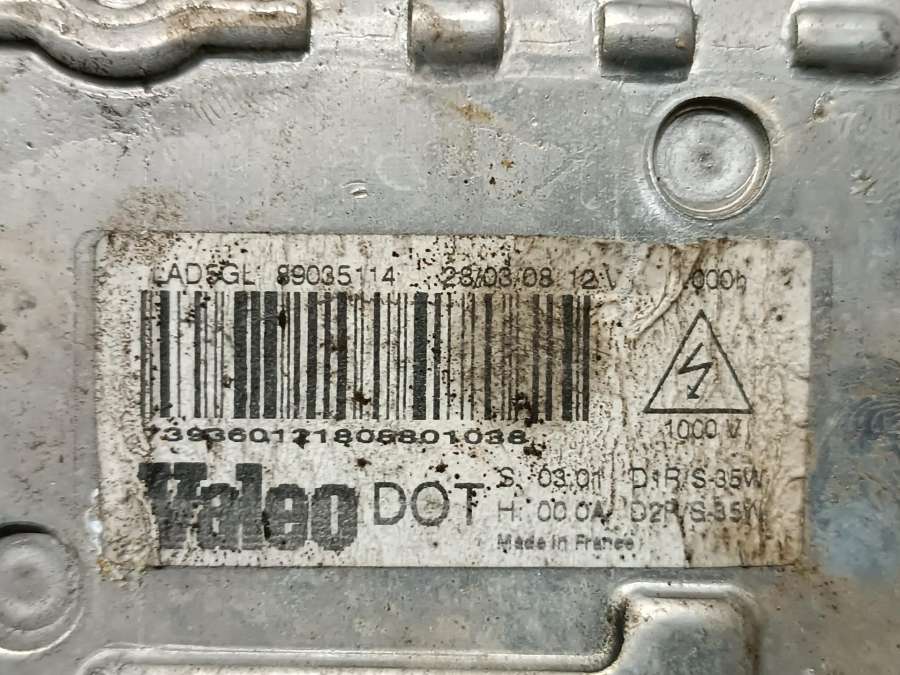 LAD5GL 89035114 28/03/08 12 V 000h
1000 V
Valeo DOT
S. 03.01 D1R/S-35W
H. 00.0A D2R/S-35W
Made in France